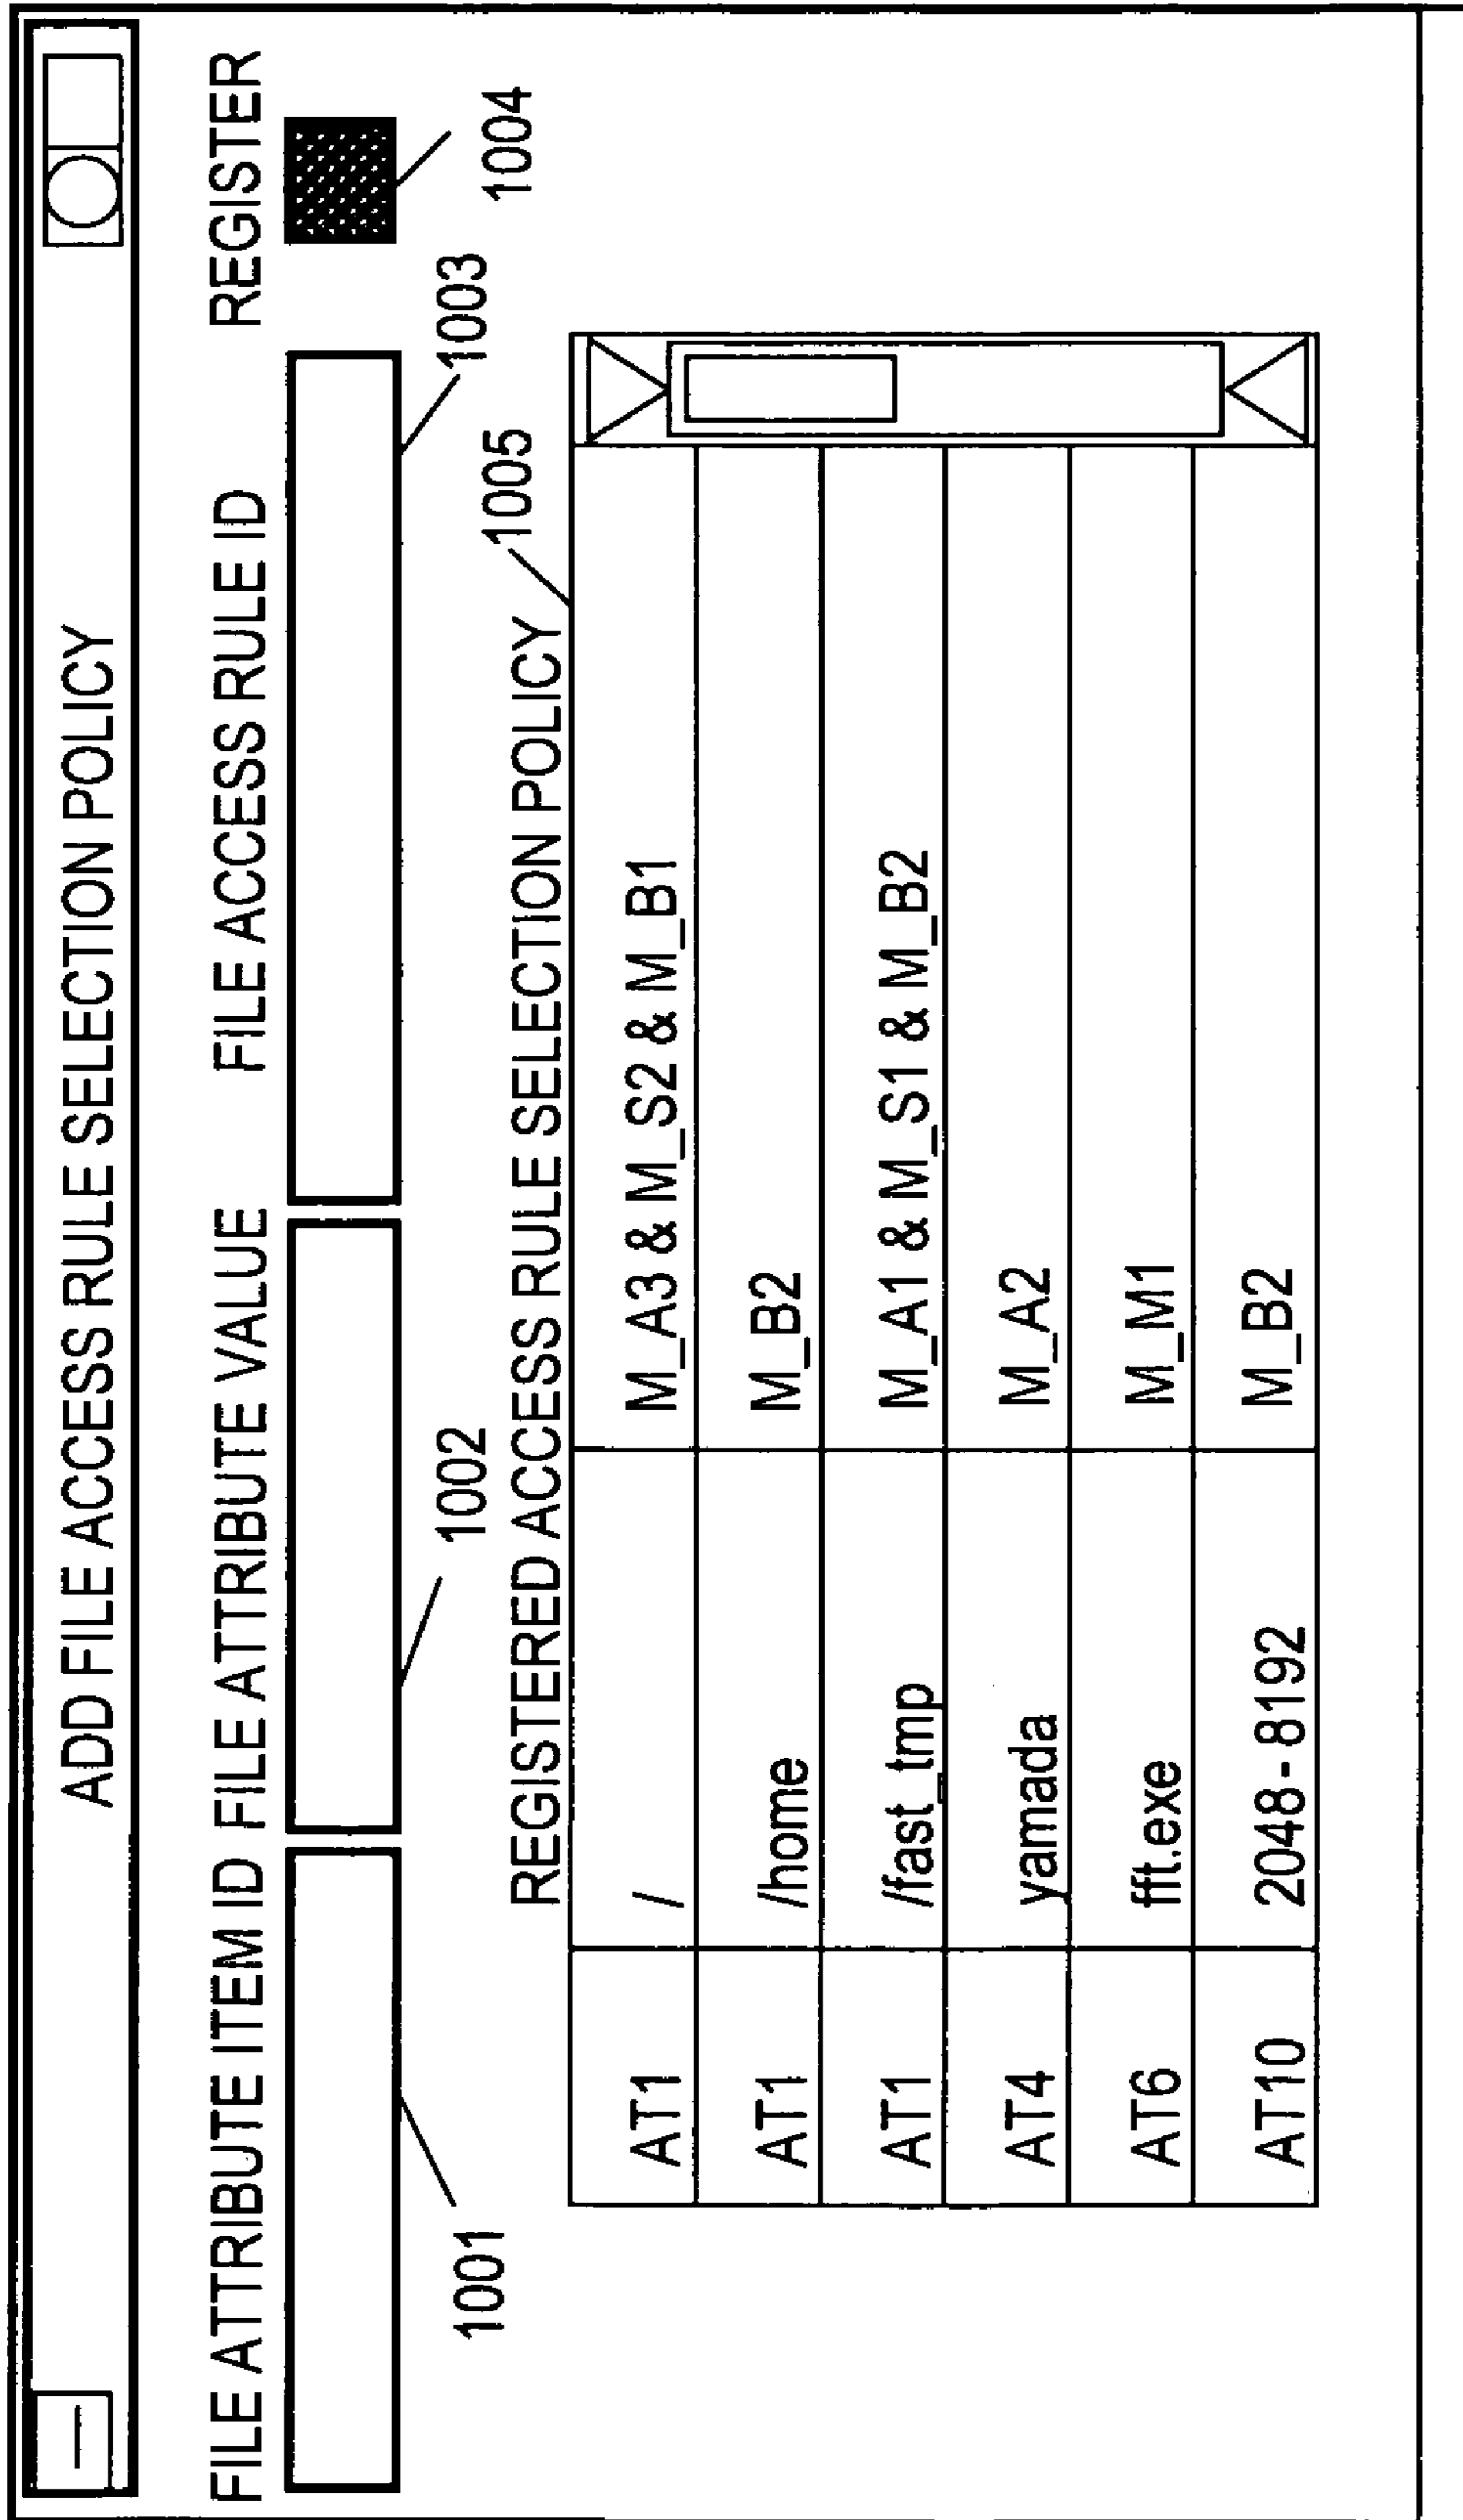 ADD FILE ACCESS RULE SELECTION POLICY
FILE ATTRIBUTE ITEM ID FILE ATTRIBUTE VALUE FILE ACCESS RULE ID REGISTER
1001 1002 1003 1004
REGISTERED ACCESS RULE SELECTION POLICY 1005
AT1 / M_A3 & M_S2 & M_B1
AT1 /home M_B2
AT1 /fast_tmp M_A1 & M_S1 & M_B2
AT4 yamada M_A2
AT6 fft.exe M_M1
AT10 2048-8192 M_B2